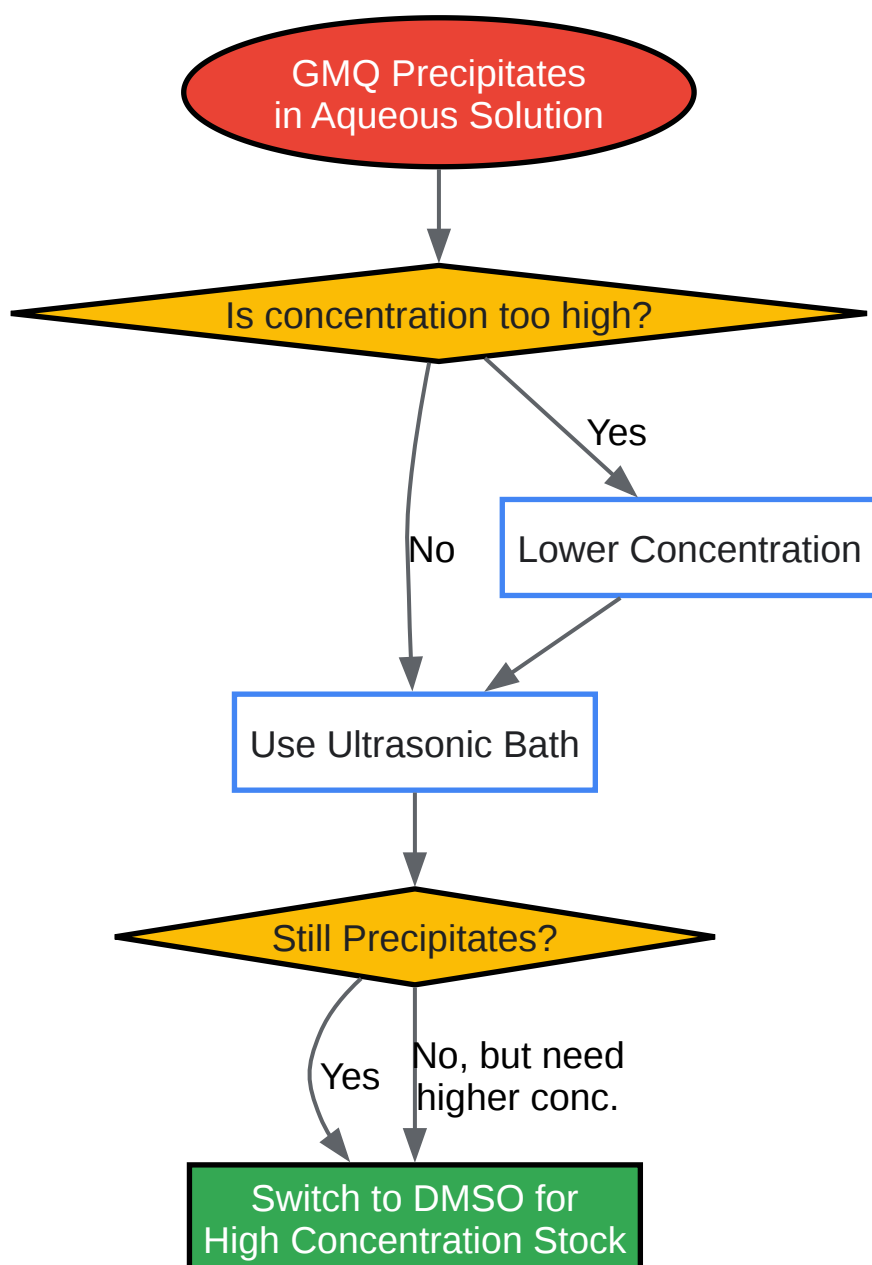 GMQ Precipitates
in Aqueous Solution
Is concentration too high?
Yes
No
Lower Concentration
Use Ultrasonic Bath
Still Precipitates?
Yes
No, but need
higher conc.
Switch to DMSO for
High Concentration Stock